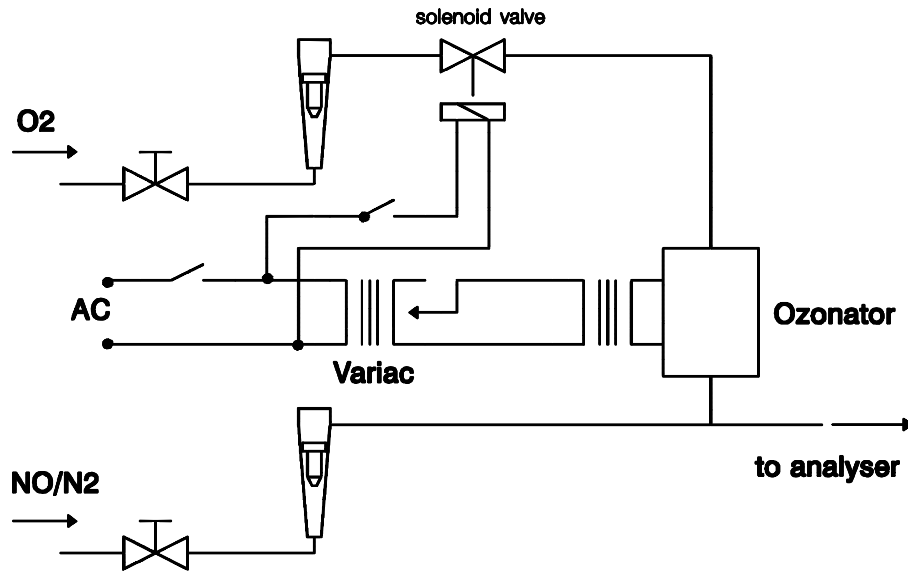 solenoid valve
O2
AC
Ozonator
Variac
to analyser
NO/N2